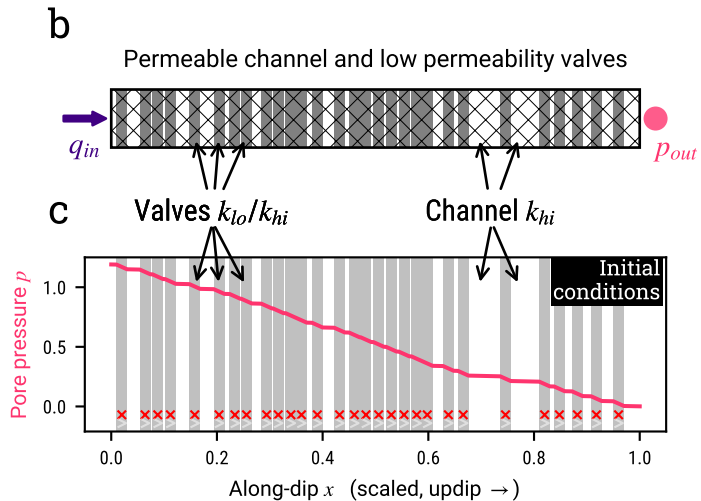 b
Permeable channel and low permeability valves
q_in
p_out
Valves k_lo/k_hi
Channel k_hi
c
Initial
conditions
Pore pressure p
1.0
0.5
0.0
0.0 0.2 0.4 0.6 0.8 1.0
Along-dip x (scaled, updip →)